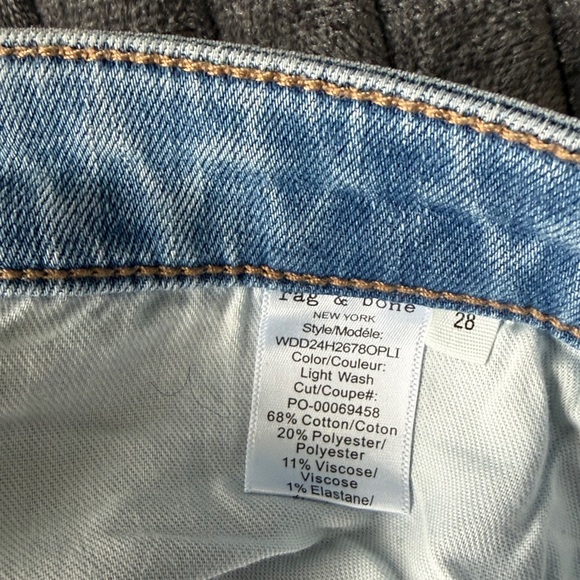 rag & bone
NEW YORK
Style/Modéle:
WDD24H2678OPLI
Color/Couleur:
Light Wash
Cut/Coupe#:
PO-00069458
68% Cotton/Coton
20% Polyester/
Polyester
11% Viscose/
Viscose
1% Elastane/
28